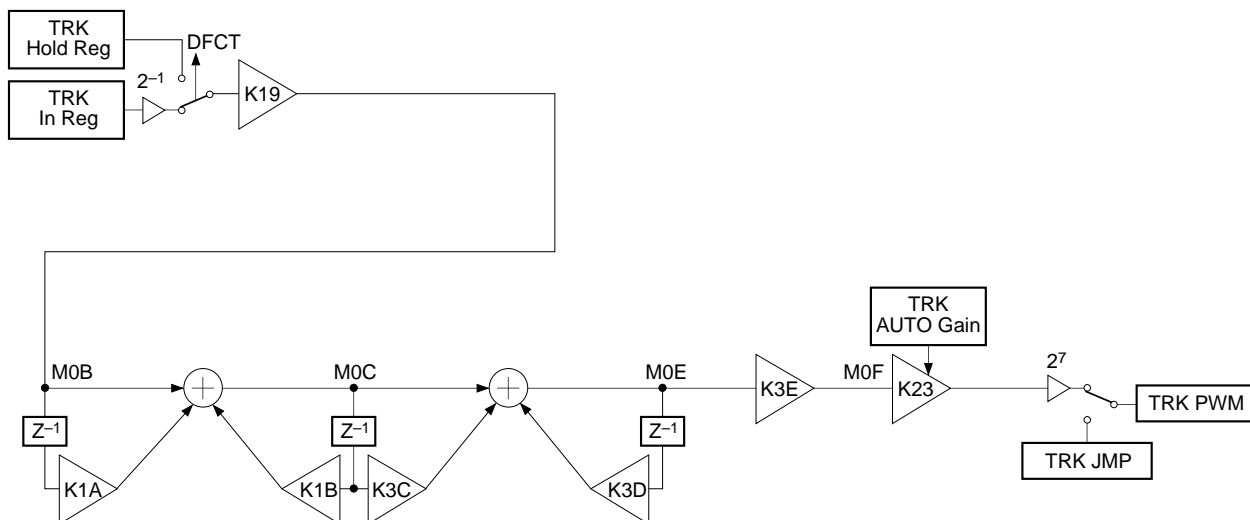 TRK
Hold Reg
DFCT
2⁻¹
TRK
In Reg
K19
TRK
AUTO Gain
M0B
M0C
M0E
K3E
M0F
K23
2⁷
TRK PWM
Z⁻¹
Z⁻¹
Z⁻¹
TRK JMP
K1A
K1B
K3C
K3D